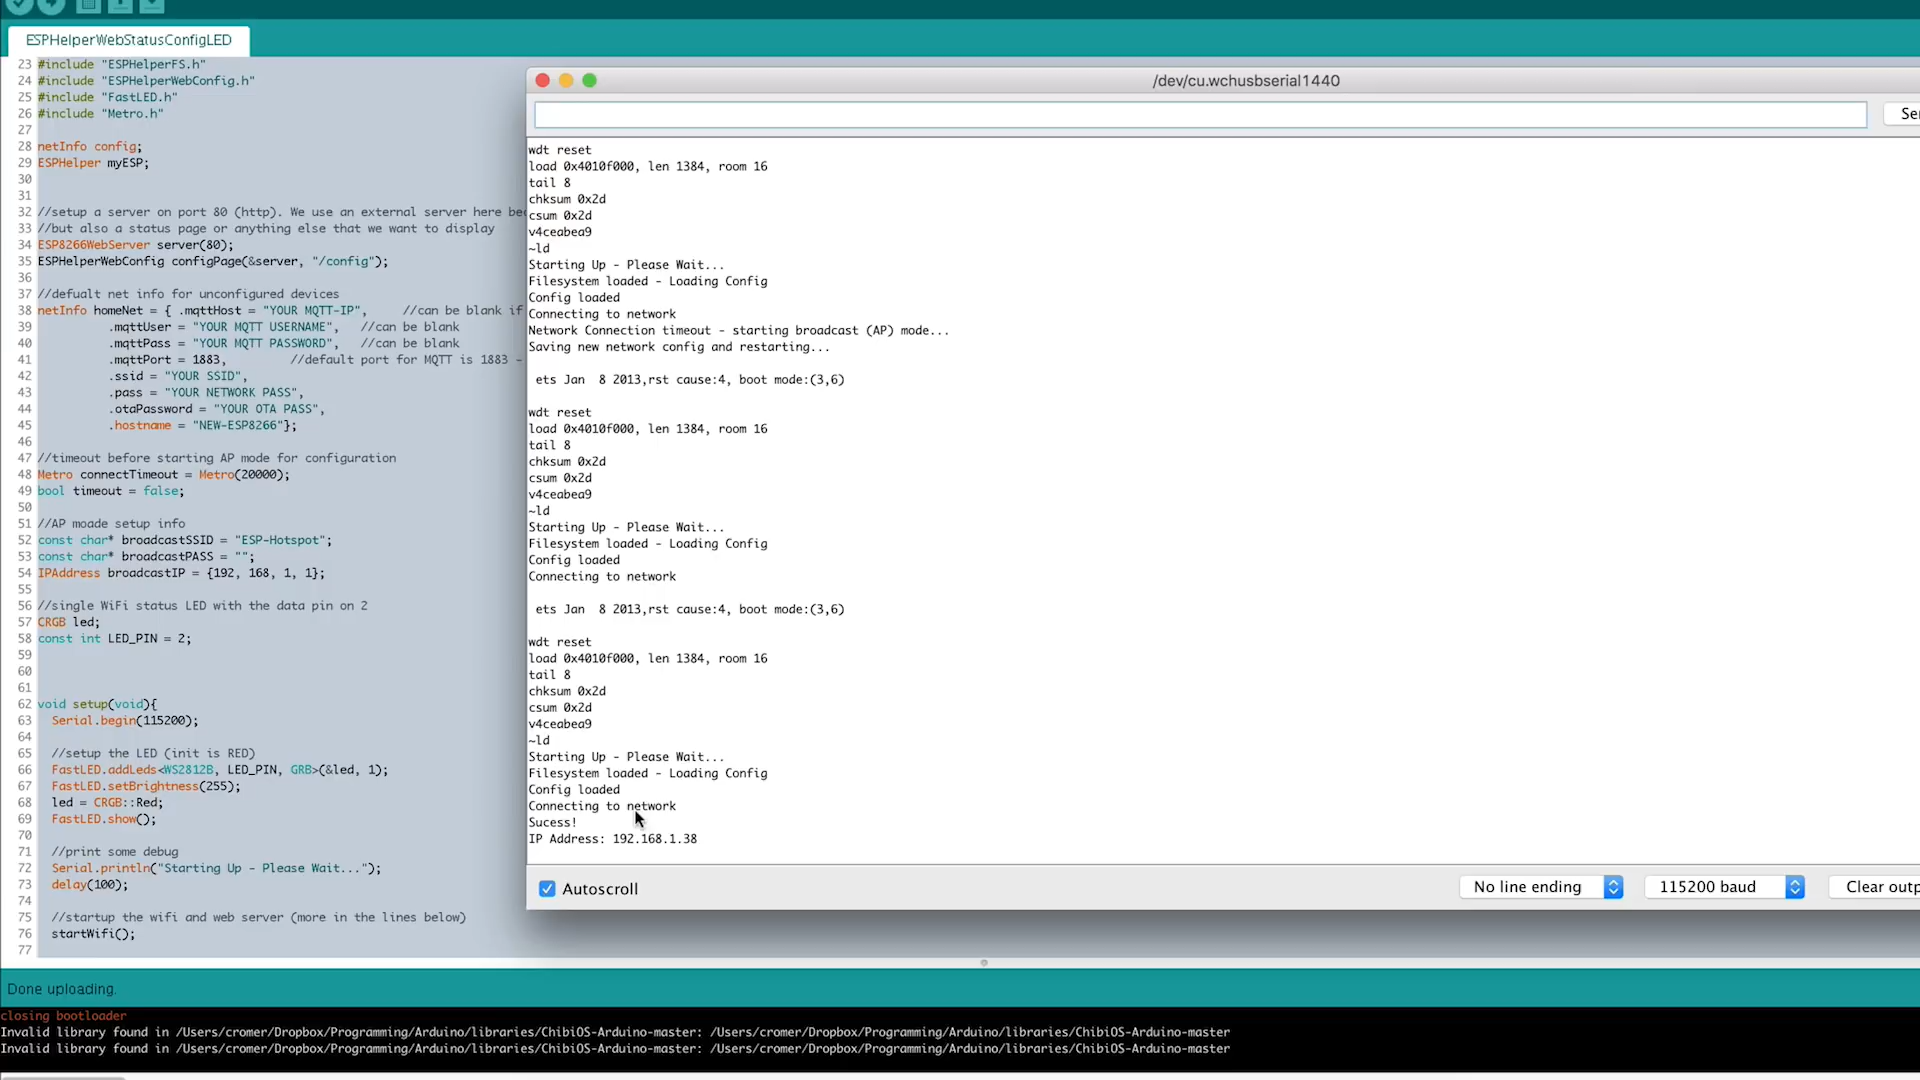 ESPHelperWebStatusConfigLED
23 #include "ESPHelperFS.h"
24 #include "ESPHelperWebConfig.h"
25 #include "FastLED.h"
26 #include "Metro.h"
27
28 netInfo config;
29 ESPHelper myESP;
30
31
32 //setup a server on port 80 (http). We use an external server here
33 //but also a status page or anything else that we want to display
34 ESP8266WebServer server(80);
35 ESPHelperWebConfig configPage(&server, "/config");
36
37 //defualt net info for unconfigured devices
38 netInfo homeNet = { .mqttHost = "YOUR MQTT-IP", //can be blank if
39 .mqttUser = "YOUR MQTT USERNAME", //can be blank
40 .mqttPass = "YOUR MQTT PASSWORD", //can be blank
41 .mqttPort = 1883, //default port for MQTT is 1883 -
42 .ssid = "YOUR SSID",
43 .pass = "YOUR NETWORK PASS",
44 .otaPassword = "YOUR OTA PASS",
45 .hostname = "NEW-ESP8266"};
46
47 //timeout before starting AP mode for configuration
48 Metro connectTimeout = Metro(20000);
49 bool timeout = false;
50
51 //AP moade setup info
52 const char* broadcastSSID = "ESP-Hotspot";
53 const char* broadcastPASS = "";
54 IPAddress broadcastIP = {192, 168, 1, 1};
55
56 //single WiFi status LED with the data pin on 2
57 CRGB led;
58 const int LED_PIN = 2;
59
60
61
62 void setup(void){
63 Serial.begin(115200);
64
65 //setup the LED (init is RED)
66 FastLED.addLeds<WS2812B, LED_PIN, GRB>(&led, 1);
67 FastLED.setBrightness(255);
68 led = CRGB::Red;
69 FastLED.show();
70
71 //print some debug
72 Serial.println("Starting Up - Please Wait...");
73 delay(100);
74
75 //startup the wifi and web server (more in the lines below)
76 startWifi();
77
/dev/cu.wchusbserial1440
wdt reset
load 0x4010f000, len 1384, room 16
tail 8
chksum 0x2d
csum 0x2d
v4ceabea9
~ld
Starting Up - Please Wait...
Filesystem loaded - Loading Config
Config loaded
Connecting to network
Network Connection timeout - starting broadcast (AP) mode...
Saving new network config and restarting...
ets Jan 8 2013,rst cause:4, boot mode:(3,6)
wdt reset
load 0x4010f000, len 1384, room 16
tail 8
chksum 0x2d
csum 0x2d
v4ceabea9
~ld
Starting Up - Please Wait...
Filesystem loaded - Loading Config
Config loaded
Connecting to network
ets Jan 8 2013,rst cause:4, boot mode:(3,6)
wdt reset
load 0x4010f000, len 1384, room 16
tail 8
chksum 0x2d
csum 0x2d
v4ceabea9
~ld
Starting Up - Please Wait...
Filesystem loaded - Loading Config
Config loaded
Connecting to network
Sucess!
IP Address: 192.168.1.38
Autoscroll
No line ending
115200 baud
Clear outp
Done uploading.
closing bootloader
Invalid library found in /Users/cromer/Dropbox/Programming/Arduino/libraries/ChibiOS-Arduino-master: /Users/cromer/Dropbox/Programming/Arduino/libraries/ChibiOS-Arduino-master
Invalid library found in /Users/cromer/Dropbox/Programming/Arduino/libraries/ChibiOS-Arduino-master: /Users/cromer/Dropbox/Programming/Arduino/libraries/ChibiOS-Arduino-master